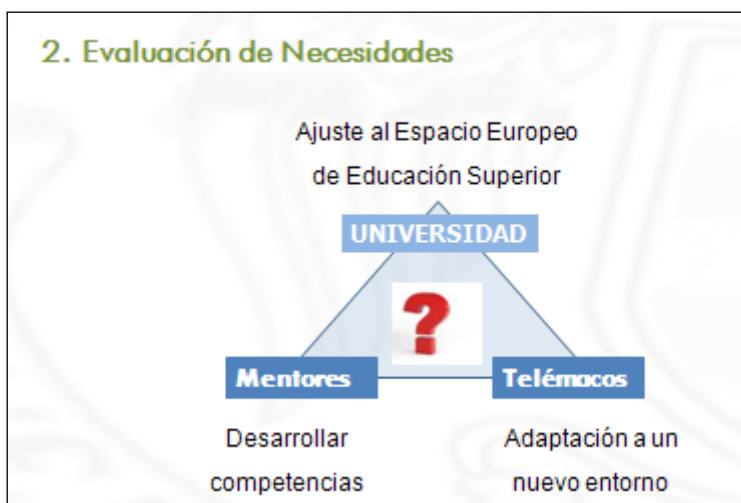 2. Evaluación de Necesidades
Ajuste al Espacio Europeo
de Educación Superior
UNIVERSIDAD
?
Mentores
Telémacos
Desarrollar
competencias
Adaptación a un
nuevo entorno